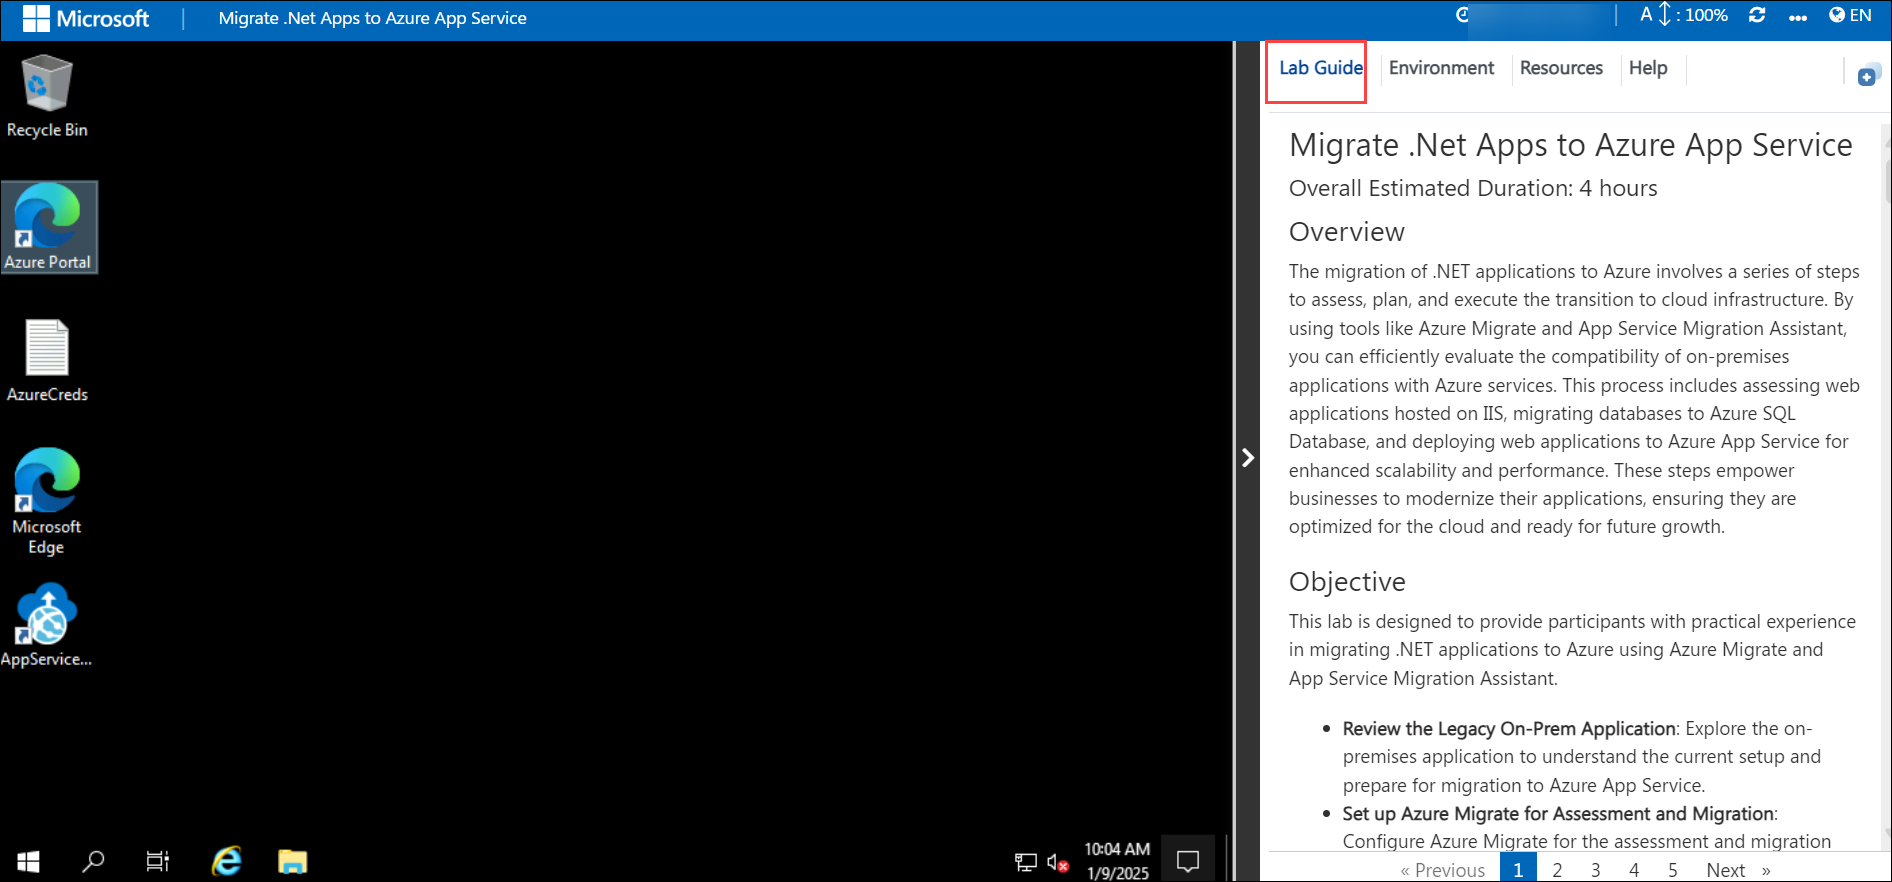 Microsoft
Migrate .Net Apps to Azure App Service
A : 100%
EN
Recycle Bin
Azure Portal
AzureCreds
Microsoft
Edge
AppService...
10:04 AM
1/9/2025
Lab Guide
Environment
Resources
Help
Migrate .Net Apps to Azure App Service
Overall Estimated Duration: 4 hours
Overview
The migration of .NET applications to Azure involves a series of steps
to assess, plan, and execute the transition to cloud infrastructure. By
using tools like Azure Migrate and App Service Migration Assistant,
you can efficiently evaluate the compatibility of on-premises
applications with Azure services. This process includes assessing web
applications hosted on IIS, migrating databases to Azure SQL
Database, and deploying web applications to Azure App Service for
enhanced scalability and performance. These steps empower
businesses to modernize their applications, ensuring they are
optimized for the cloud and ready for future growth.
Objective
This lab is designed to provide participants with practical experience
in migrating .NET applications to Azure using Azure Migrate and
App Service Migration Assistant.
• Review the Legacy On-Prem Application: Explore the on-
premises application to understand the current setup and
prepare for migration to Azure App Service.
• Set up Azure Migrate for Assessment and Migration:
Configure Azure Migrate for the assessment and migration
« Previous 1 2 3 4 5 Next »